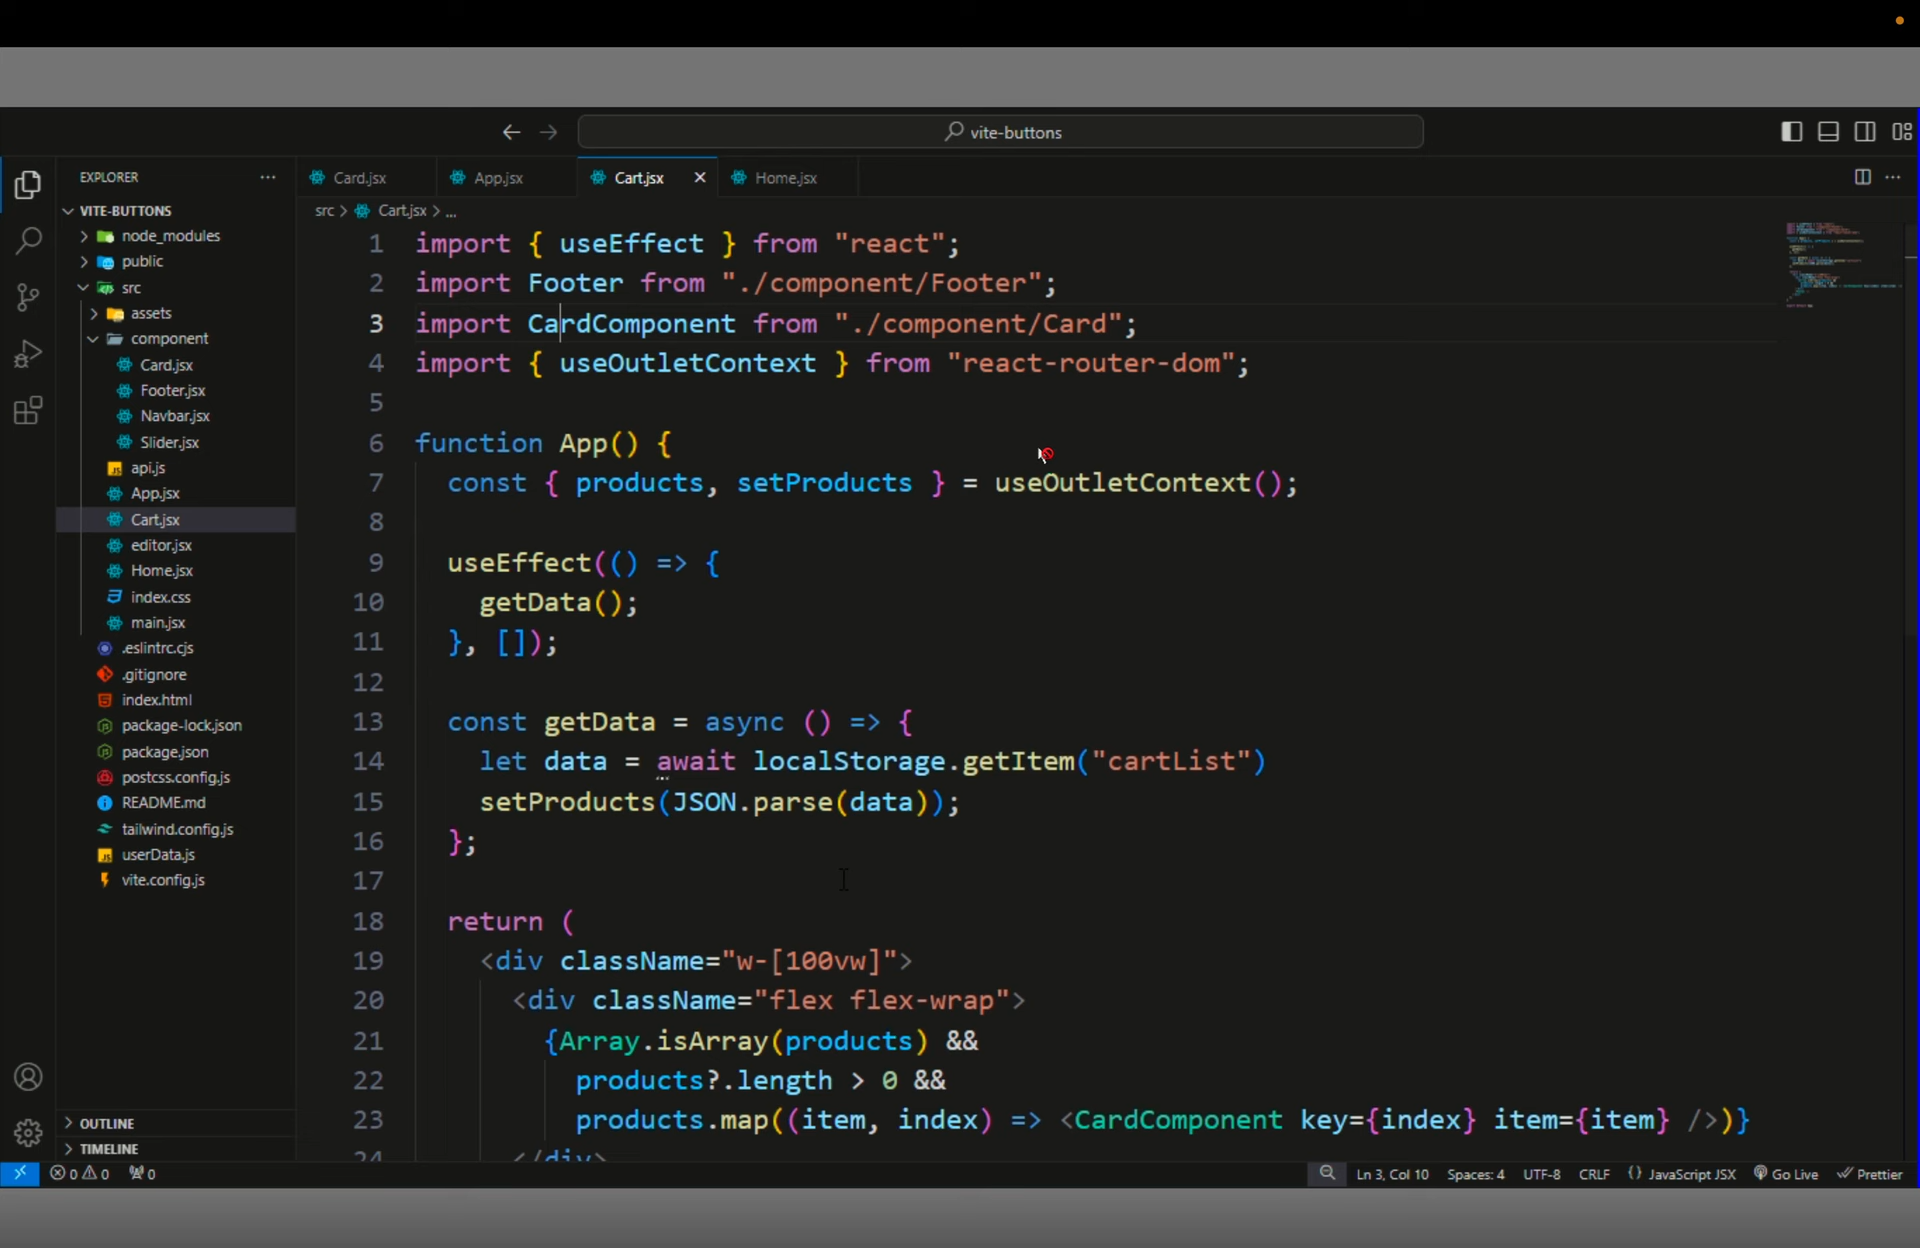 vite-buttons
EXPLORER ...
VITE-BUTTONS
node_modules
public
src
assets
component
Card.jsx
Footer.jsx
Navbar.jsx
Slider.jsx
api.js
App.jsx
Cart.jsx
editor.jsx
Home.jsx
index.css
main.jsx
.eslintrc.cjs
.gitignore
index.html
package-lock.json
package.json
postcss.config.js
README.md
tailwind.config.js
userData.js
vite.config.js
OUTLINE
TIMELINE
Card.jsx App.jsx Cart.jsx Home.jsx
src > Cart.jsx > ...
1 import { useEffect } from "react";
2 import Footer from "./component/Footer";
3 import CardComponent from "./component/Card";
4 import { useOutletContext } from "react-router-dom";
5
6 function App() {
7 const { products, setProducts } = useOutletContext();
8
9 useEffect(() => {
10 getData();
11 }, []);
12
13 const getData = async () => {
14 let data = await localStorage.getItem("cartList")
15 setProducts(JSON.parse(data));
16 };
17
18 return (
19 <div className="w-[100vw]">
20 <div className="flex flex-wrap">
21 {Array.isArray(products) &&
22 products?.length > 0 &&
23 products.map((item, index) => <CardComponent key={index} item={item} />)}
24 </div>
0 0 0 Ln 3, Col 10 Spaces: 4 UTF-8 CRLF {} JavaScript JSX Go Live Prettier